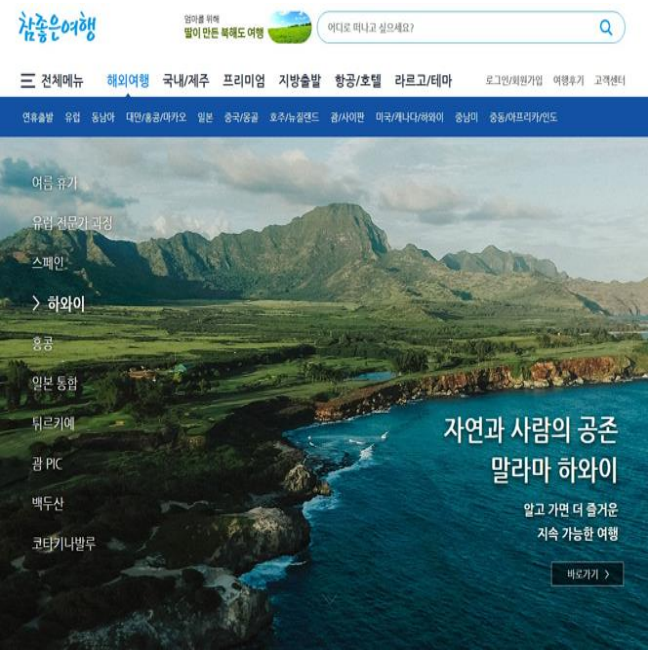 참좋은여행
엄마를 위해
딸이 만든 북해도 여행
어디로 떠나고 싶으세요?
전체메뉴 해외여행 국내/제주 프리미엄 지방출발 항공/호텔 라르고/테마 로그인/회원가입 여행후기 고객센터
연휴출발 유럽 동남아 대만/홍콩/마카오 일본 중국/몽골 호주/뉴질랜드 괌/사이판 미국/캐나다/하와이 중남미 중동/아프리카/인도
여름 휴가
유럽 전문가 과정
스페인
하와이
홍콩
일본 통합
튀르키예
괌 PIC
백두산
코타키나발루
자연과 사람의 공존
말라마 하와이
알고 가면 더 즐거운
지속 가능한 여행
바로가기